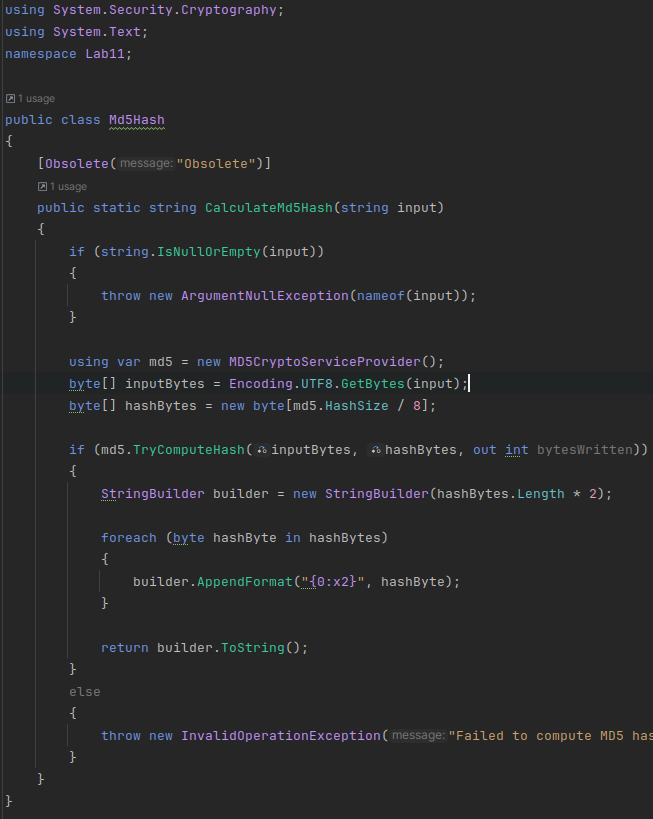 using System.Security.Cryptography;
using System.Text;
namespace Lab11;
1 usage
public class Md5Hash
{
[Obsolete(message:"Obsolete")]
1 usage
public static string CalculateMd5Hash(string input)
{
if (string.IsNullOrEmpty(input))
{
throw new ArgumentNullException(nameof(input));
}
using var md5 = new MD5CryptoServiceProvider();
byte[] inputBytes = Encoding.UTF8.GetBytes(input);
byte[] hashBytes = new byte[md5.HashSize / 8];
if (md5.TryComputeHash(inputBytes, hashBytes, out int bytesWritten))
{
StringBuilder builder = new StringBuilder(hashBytes.Length * 2);
foreach (byte hashByte in hashBytes)
{
builder.AppendFormat("{0:x2}", hashByte);
}
return builder.ToString();
}
else
{
throw new InvalidOperationException(message:"Failed to compute MD5 has
}
}
}